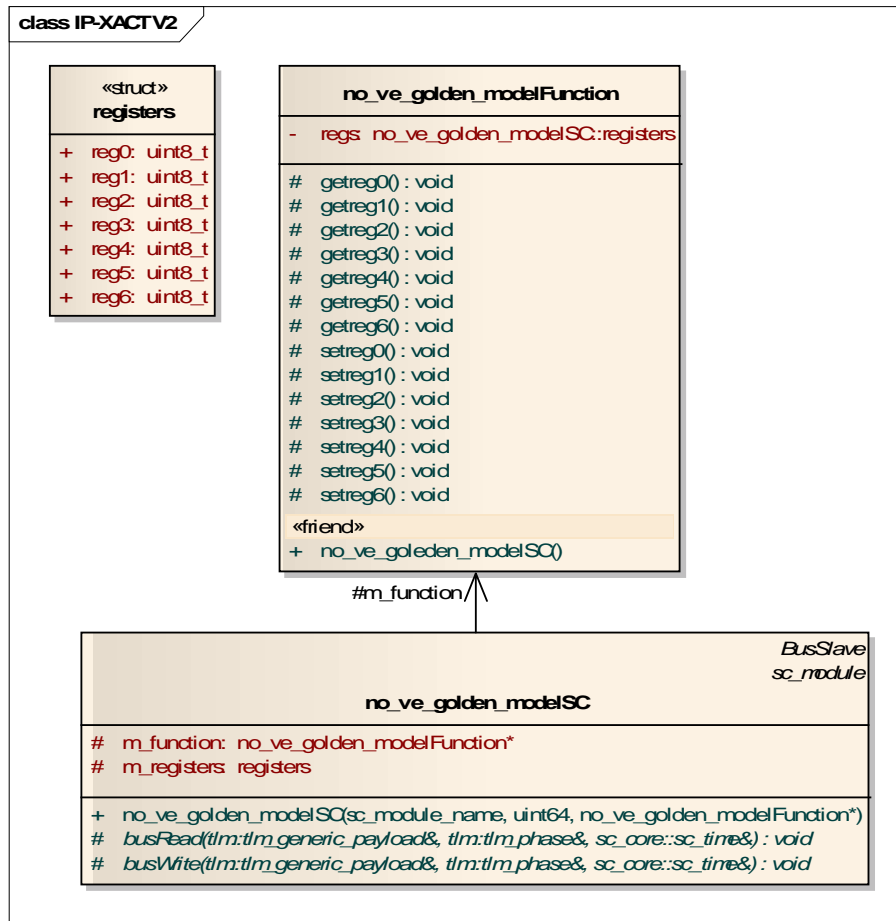 class IP-XACTV2
«struct»
registers
+ reg0: uint8_t
+ reg1: uint8_t
+ reg2: uint8_t
+ reg3: uint8_t
+ reg4: uint8_t
+ reg5: uint8_t
+ reg6: uint8_t
no_ve_golden_modelFunction
- regs: no_ve_golden_modelSC::registers
# getreg0() : void
# getreg1() : void
# getreg2() : void
# getreg3() : void
# getreg4() : void
# getreg5() : void
# getreg6() : void
# setreg0() : void
# setreg1() : void
# setreg2() : void
# setreg3() : void
# setreg4() : void
# setreg5() : void
# setreg6() : void
«friend»
+ no_ve_goleden_modelSC()
#m_function
BusSlave
sc_module
no_ve_golden_modelSC
# m_function: no_ve_golden_modelFunction*
# m_registers: registers
+ no_ve_golden_modelSC(sc_module_name, uint64, no_ve_golden_modelFunction*)
# busRead(tlm::tlm_generic_payload&, tlm::tlm_phase&, sc_core::sc_time&) : void
# busWrite(tlm::tlm_generic_payload&, tlm::tlm_phase&, sc_core::sc_time&) : void